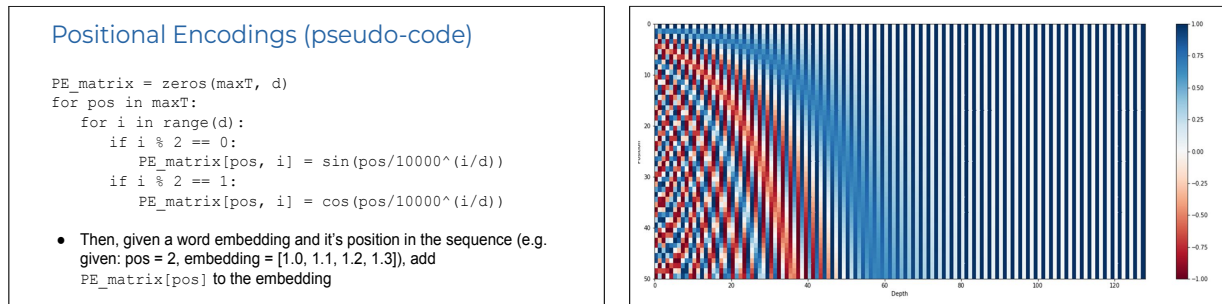 Positional Encodings (pseudo-code)
PE_matrix = zeros(maxT, d)
for pos in maxT:
for i in range(d):
if i % 2 == 0:
PE_matrix[pos, i] = sin(pos/10000^(i/d))
if i % 2 == 1:
PE_matrix[pos, i] = cos(pos/10000^(i/d))
● Then, given a word embedding and it’s position in the sequence (e.g.
given: pos = 2, embedding = [1.0, 1.1, 1.2, 1.3]), add
PE_matrix[pos] to the embedding
0
10
20
30
40
50
0 20 40 60 80 100 120
Depth
1.00
0.75
0.50
0.25
0.00
−0.25
−0.50
−0.75
−1.00